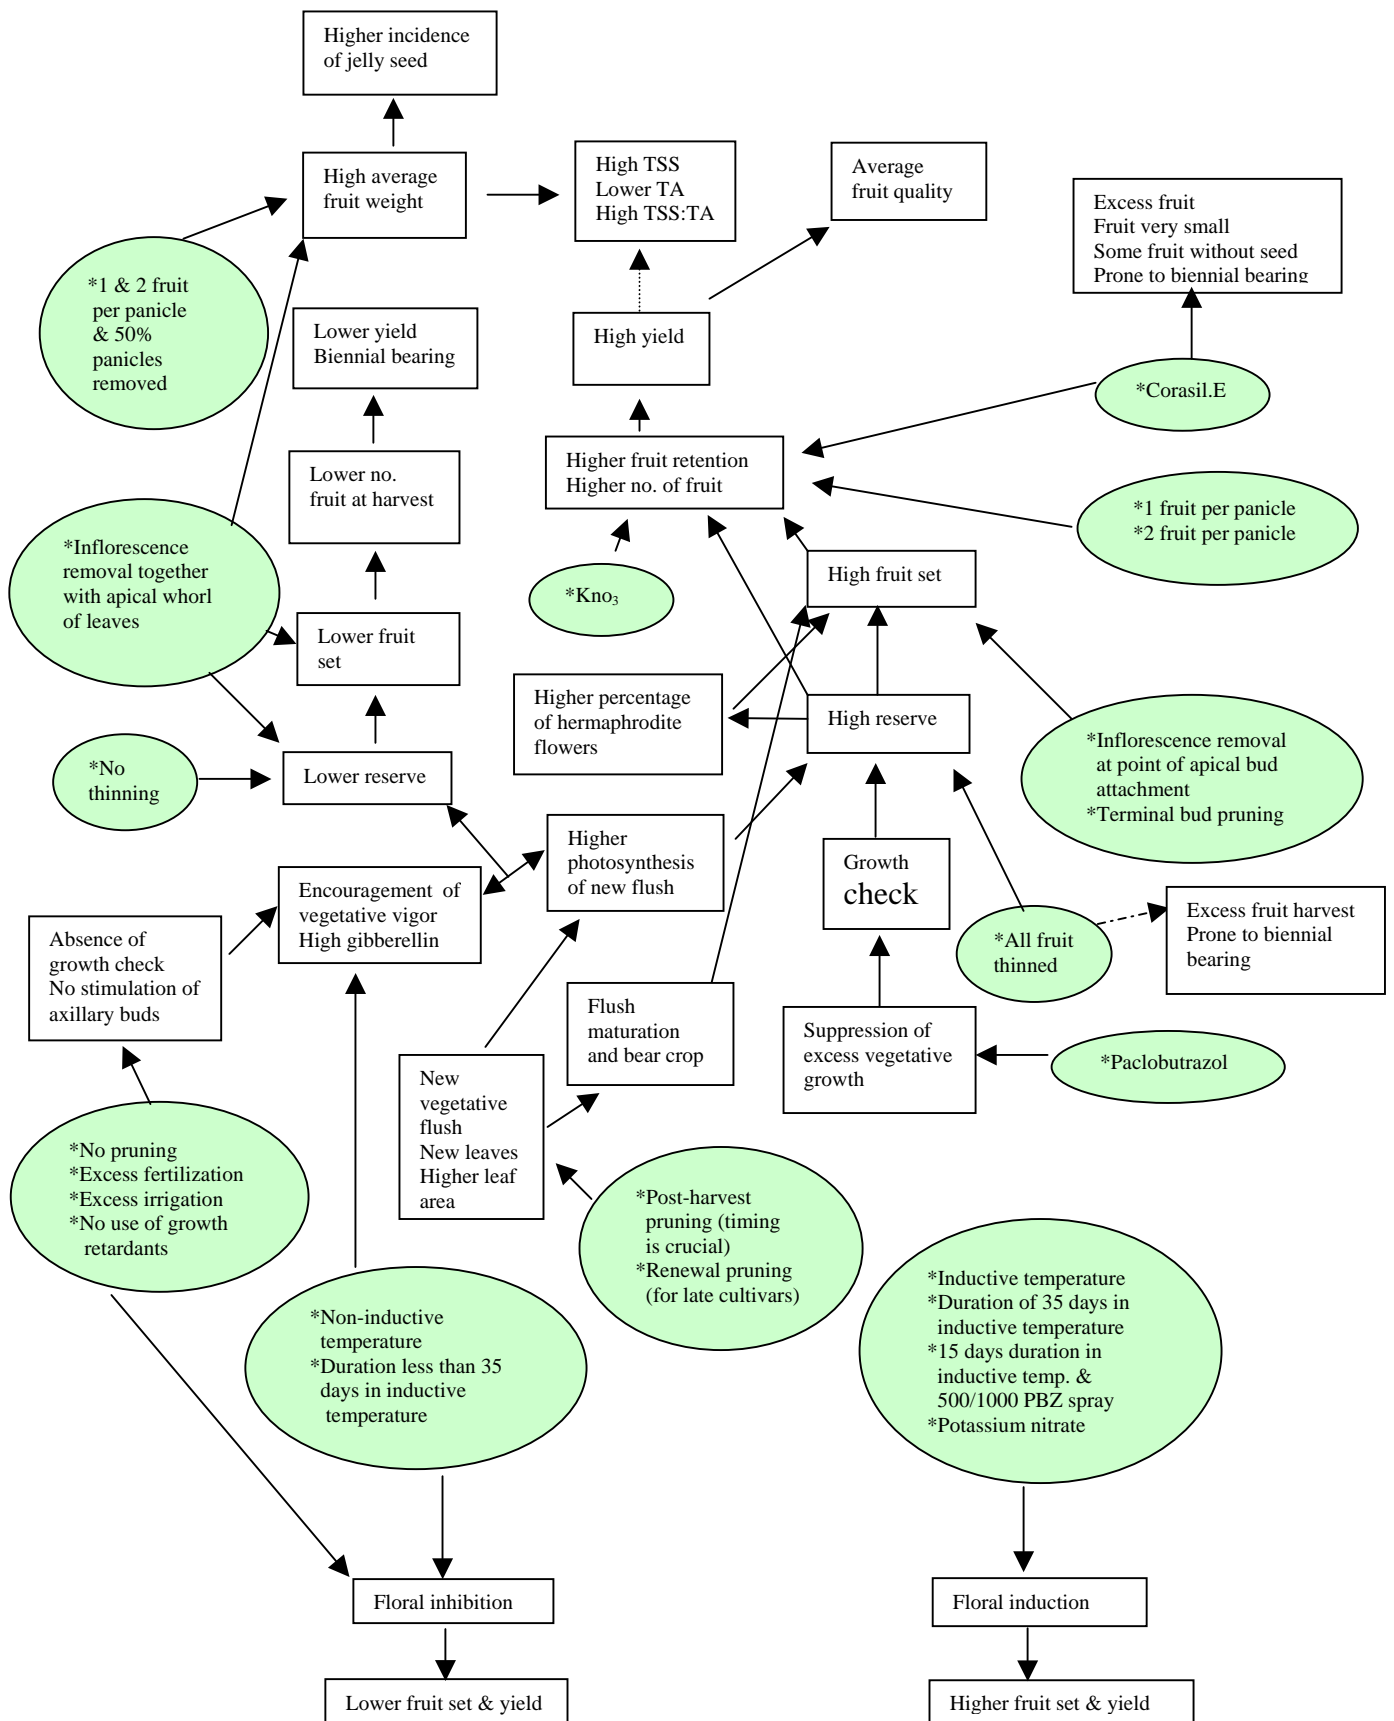 Higher incidence
of jelly seed
High average
fruit weight
High TSS
Lower TA
High TSS:TA
Average
fruit quality
Excess fruit
Fruit very small
Some fruit without seed
Prone to biennial bearing
*1 & 2 fruit
per panicle
& 50%
panicles
removed
Lower yield
Biennial bearing
High yield
*Corasil.E
Lower no.
fruit at harvest
Higher fruit retention
Higher no. of fruit
*1 fruit per panicle
*2 fruit per panicle
*Inflorescence
removal together
with apical whorl
of leaves
*Kno₃
High fruit set
Lower fruit
set
Higher percentage
of hermaphrodite
flowers
High reserve
*Inflorescence removal
at point of apical bud
attachment
*Terminal bud pruning
*No
thinning
Lower reserve
Higher
photosynthesis
of new flush
Growth
check
Encouragement of
vegetative vigor
High gibberellin
Absence of
growth check
No stimulation of
axillary buds
*All fruit
thinned
Excess fruit harvest
Prone to biennial
bearing
Flush
maturation
and bear crop
Suppression of
excess vegetative
growth
*Paclobutrazol
New
vegetative
flush
New leaves
Higher leaf
area
*No pruning
*Excess fertilization
*Excess irrigation
*No use of growth
retardants
*Post-harvest
pruning (timing
is crucial)
*Renewal pruning
(for late cultivars)
*Non-inductive
temperature
*Duration less than 35
days in inductive
temperature
*Inductive temperature
*Duration of 35 days in
inductive temperature
*15 days duration in
inductive temp. &
500/1000 PBZ spray
*Potassium nitrate
Floral inhibition
Floral induction
Lower fruit set & yield
Higher fruit set & yield